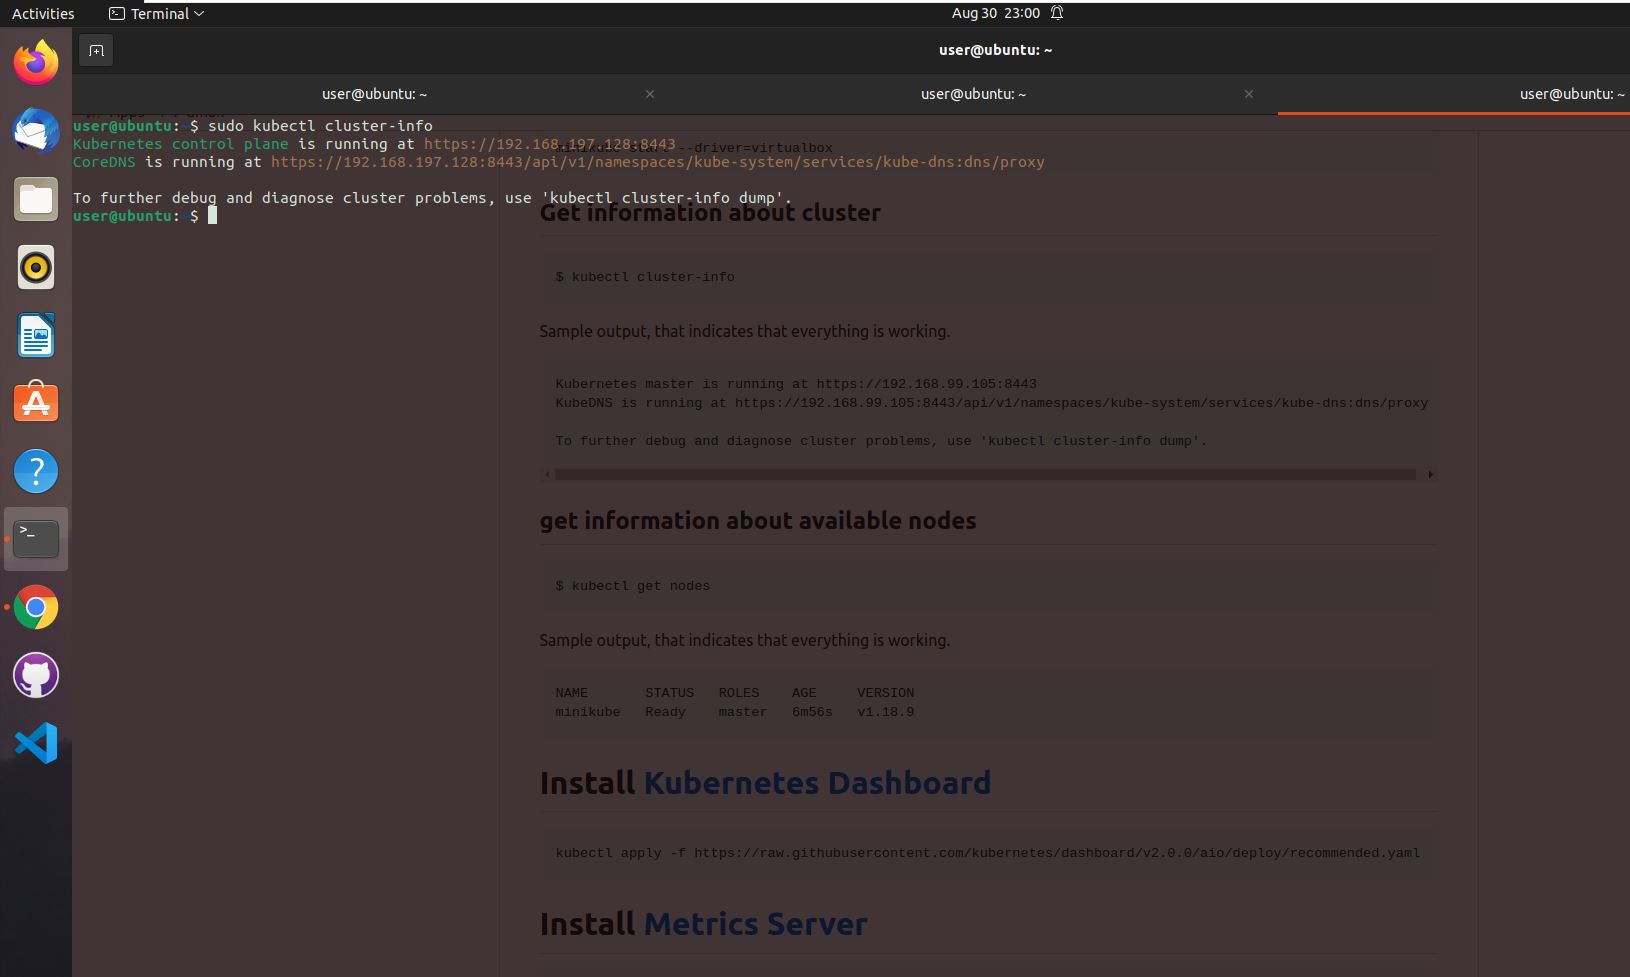 Activities
Terminal
Aug 30 23:00
user@ubuntu: ~
user@ubuntu: ~
user@ubuntu: ~
user@ubuntu: ~
user@ubuntu:~$ sudo kubectl cluster-info
Kubernetes control plane is running at https://192.168.197.128:8443
minikube start --driver=virtualbox
CoreDNS is running at https://192.168.197.128:8443/api/v1/namespaces/kube-system/services/kube-dns:dns/proxy
To further debug and diagnose cluster problems, use 'kubectl cluster-info dump'.
user@ubuntu:~$
Get information about cluster
$ kubectl cluster-info
Sample output, that indicates that everything is working.
Kubernetes master is running at https://192.168.99.105:8443
KubeDNS is running at https://192.168.99.105:8443/api/v1/namespaces/kube-system/services/kube-dns:dns/proxy
To further debug and diagnose cluster problems, use 'kubectl cluster-info dump'.
get information about available nodes
$ kubectl get nodes
Sample output, that indicates that everything is working.
NAME STATUS ROLES AGE VERSION
minikube Ready master 6m56s v1.18.9
Install Kubernetes Dashboard
kubectl apply -f https://raw.githubusercontent.com/kubernetes/dashboard/v2.0.0/aio/deploy/recommended.yaml
Install Metrics Server